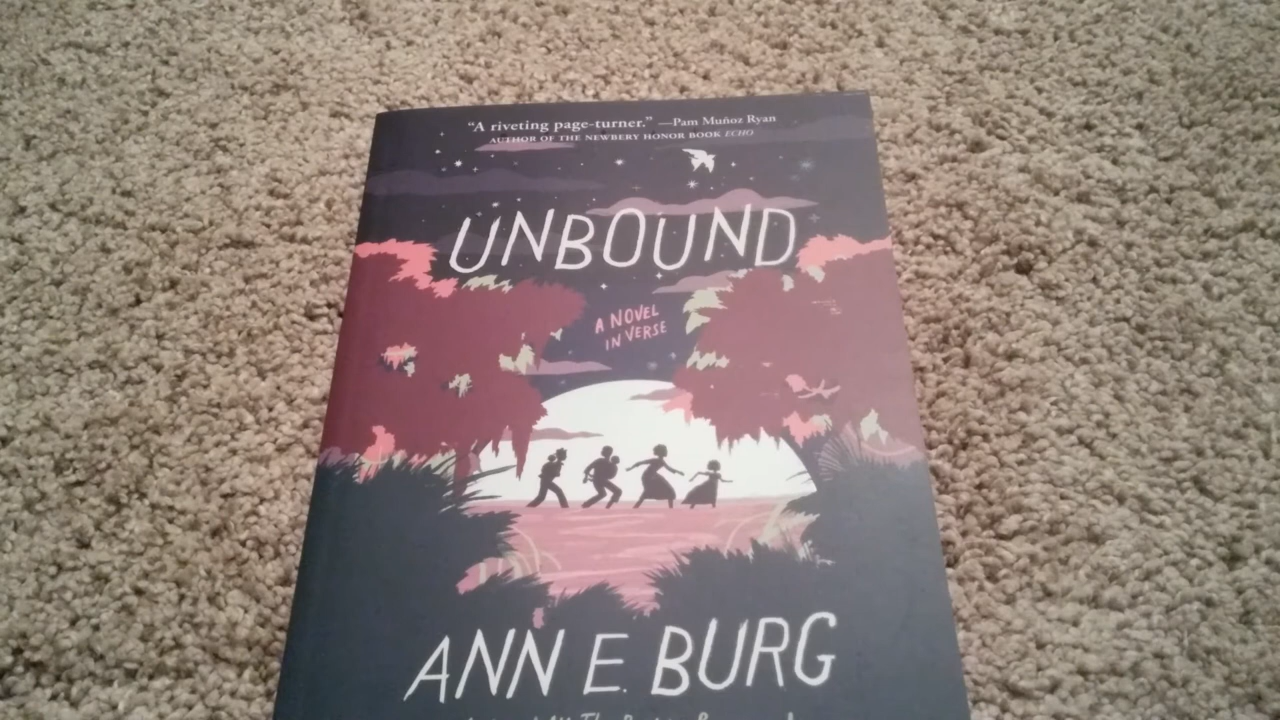 "A riveting page-turner." —Pam Muñoz Ryan
AUTHOR OF THE NEWBERY HONOR BOOK ECHO
UNBOUND
A NOVEL
IN VERSE
ANN E. BURG